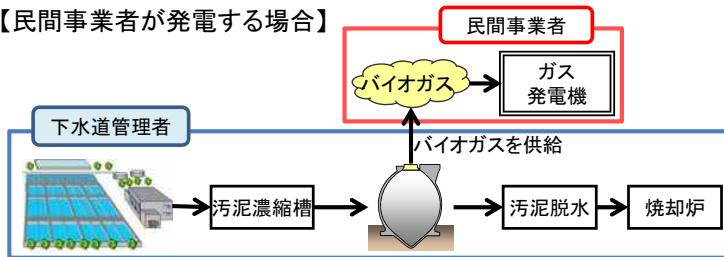 【民間事業者が発電する場合】
民間事業者
バイオガス
ガス
発電機
下水道管理者
バイオガスを供給
汚泥濃縮槽
汚泥脱水
焼却炉